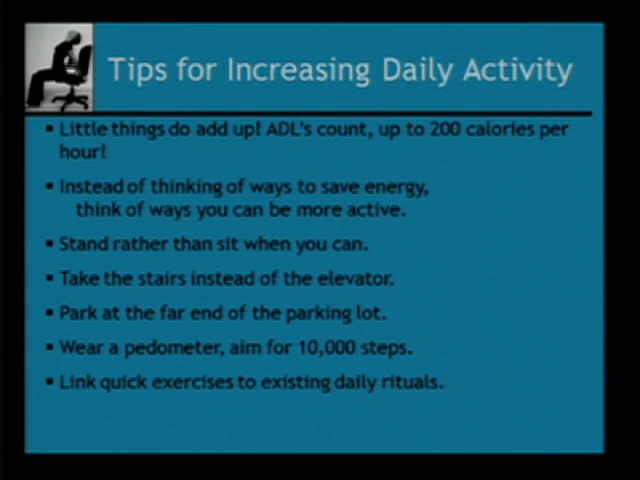 Tips for Increasing Daily Activity
▪ Little things do add up! ADL's count, up to 200 calories per
hour!
▪ Instead of thinking of ways to save energy,
think of ways you can be more active.
▪ Stand rather than sit when you can.
▪ Take the stairs instead of the elevator.
▪ Park at the far end of the parking lot.
▪ Wear a pedometer, aim for 10,000 steps.
▪ Link quick exercises to existing daily rituals.